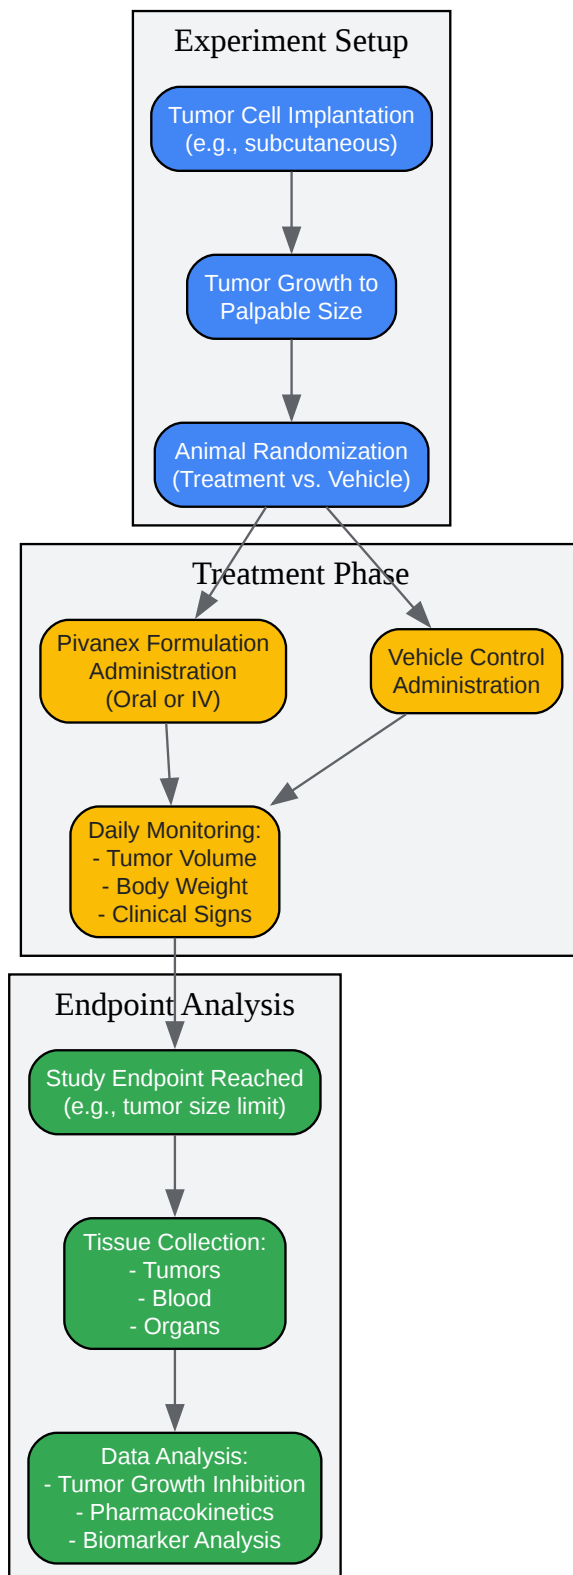 Experiment Setup
Tumor Cell Implantation
(e.g., subcutaneous)
Tumor Growth to
Palpable Size
Animal Randomization
(Treatment vs. Vehicle)
Treatment Phase
Pivanex Formulation
Administration
(Oral or IV)
Vehicle Control
Administration
Daily Monitoring:
- Tumor Volume
- Body Weight
- Clinical Signs
Endpoint Analysis
Study Endpoint Reached
(e.g., tumor size limit)
Tissue Collection:
- Tumors
- Blood
- Organs
Data Analysis:
- Tumor Growth Inhibition
- Pharmacokinetics
- Biomarker Analysis